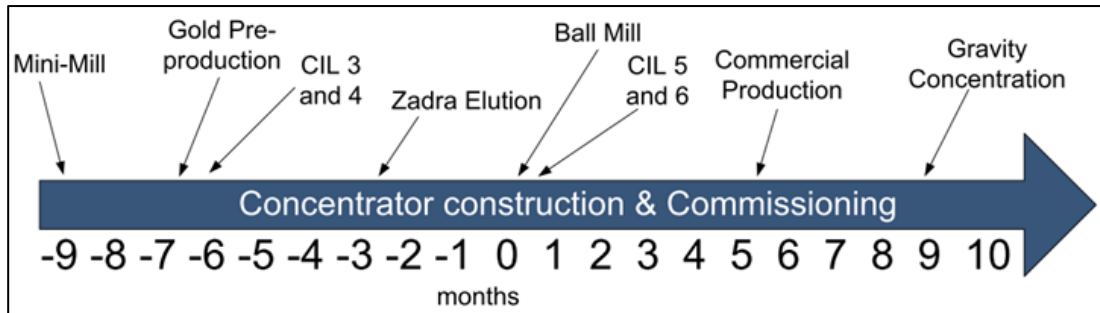 Mini-Mill
Gold Pre-
production
CIL 3
and 4
Zadra Elution
Ball Mill
CIL 5
and 6
Commercial
Production
Gravity
Concentration
Concentrator construction & Commissioning
-9 -8 -7 -6 -5 -4 -3 -2 -1 0 1 2 3 4 5 6 7 8 9 10
months